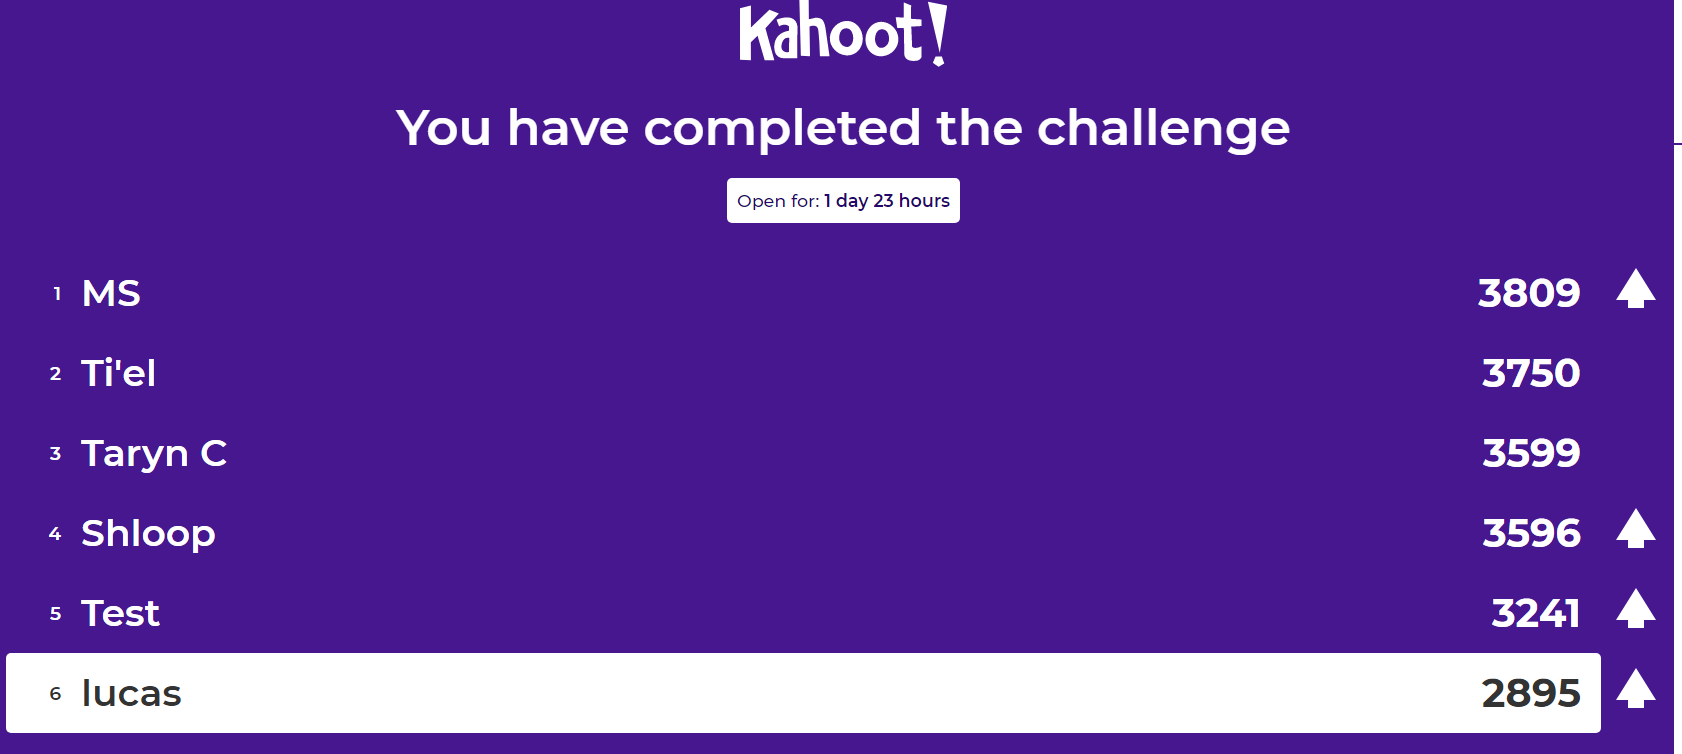 Kahoot!
You have completed the challenge
Open for: 1 day 23 hours
1 MS 3809
2 Ti'el 3750
3 Taryn C 3599
4 Shloop 3596
5 Test 3241
6 lucas 2895